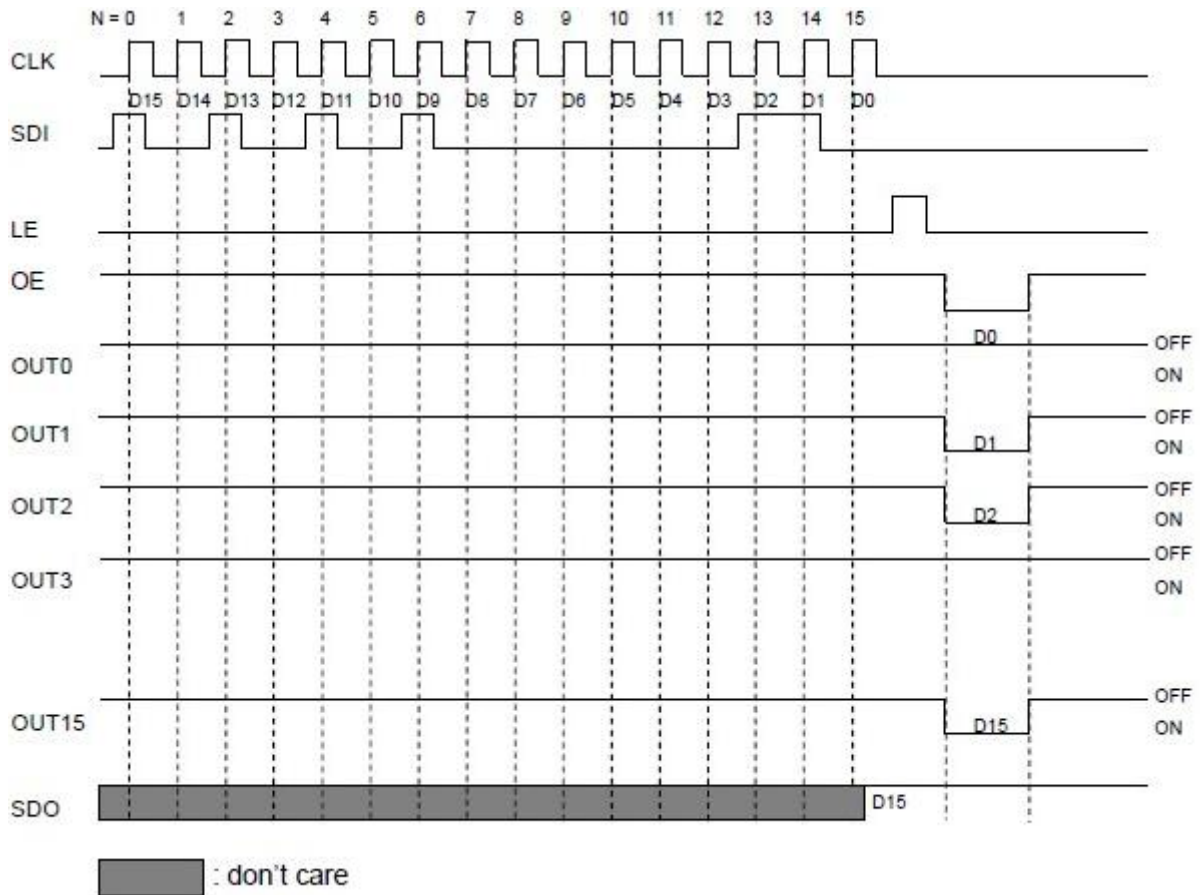 N = 0 1 2 3 4 5 6 7 8 9 10 11 12 13 14 15
CLK
D15 D14 D13 D12 D11 D10 D9 D8 D7 D6 D5 D4 D3 D2 D1 D0
SDI
LE
OE
D0 OFF
OUT0 ON
OFF
OUT1 D1 ON
OFF
OUT2 D2 ON
OFF
OUT3 ON
OFF
OUT15 D15 ON
SDO D15
: don't care